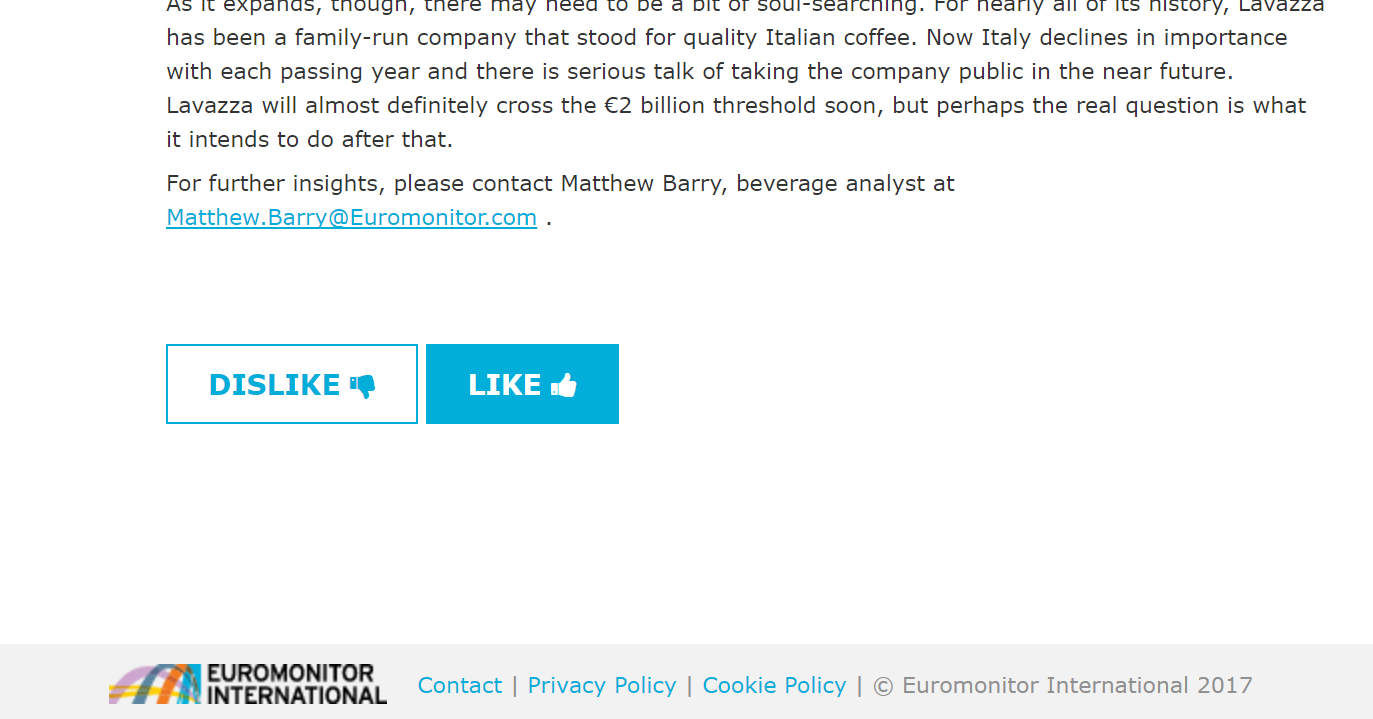 As it expands, though, there may need to be a bit of soul-searching. For nearly all of its history, Lavazza
has been a family-run company that stood for quality Italian coffee. Now Italy declines in importance
with each passing year and there is serious talk of taking the company public in the near future.
Lavazza will almost definitely cross the €2 billion threshold soon, but perhaps the real question is what
it intends to do after that.
For further insights, please contact Matthew Barry, beverage analyst at
Matthew.Barry@Euromonitor.com .
DISLIKE LIKE
EUROMONITOR
INTERNATIONAL
Contact | Privacy Policy | Cookie Policy | © Euromonitor International 2017